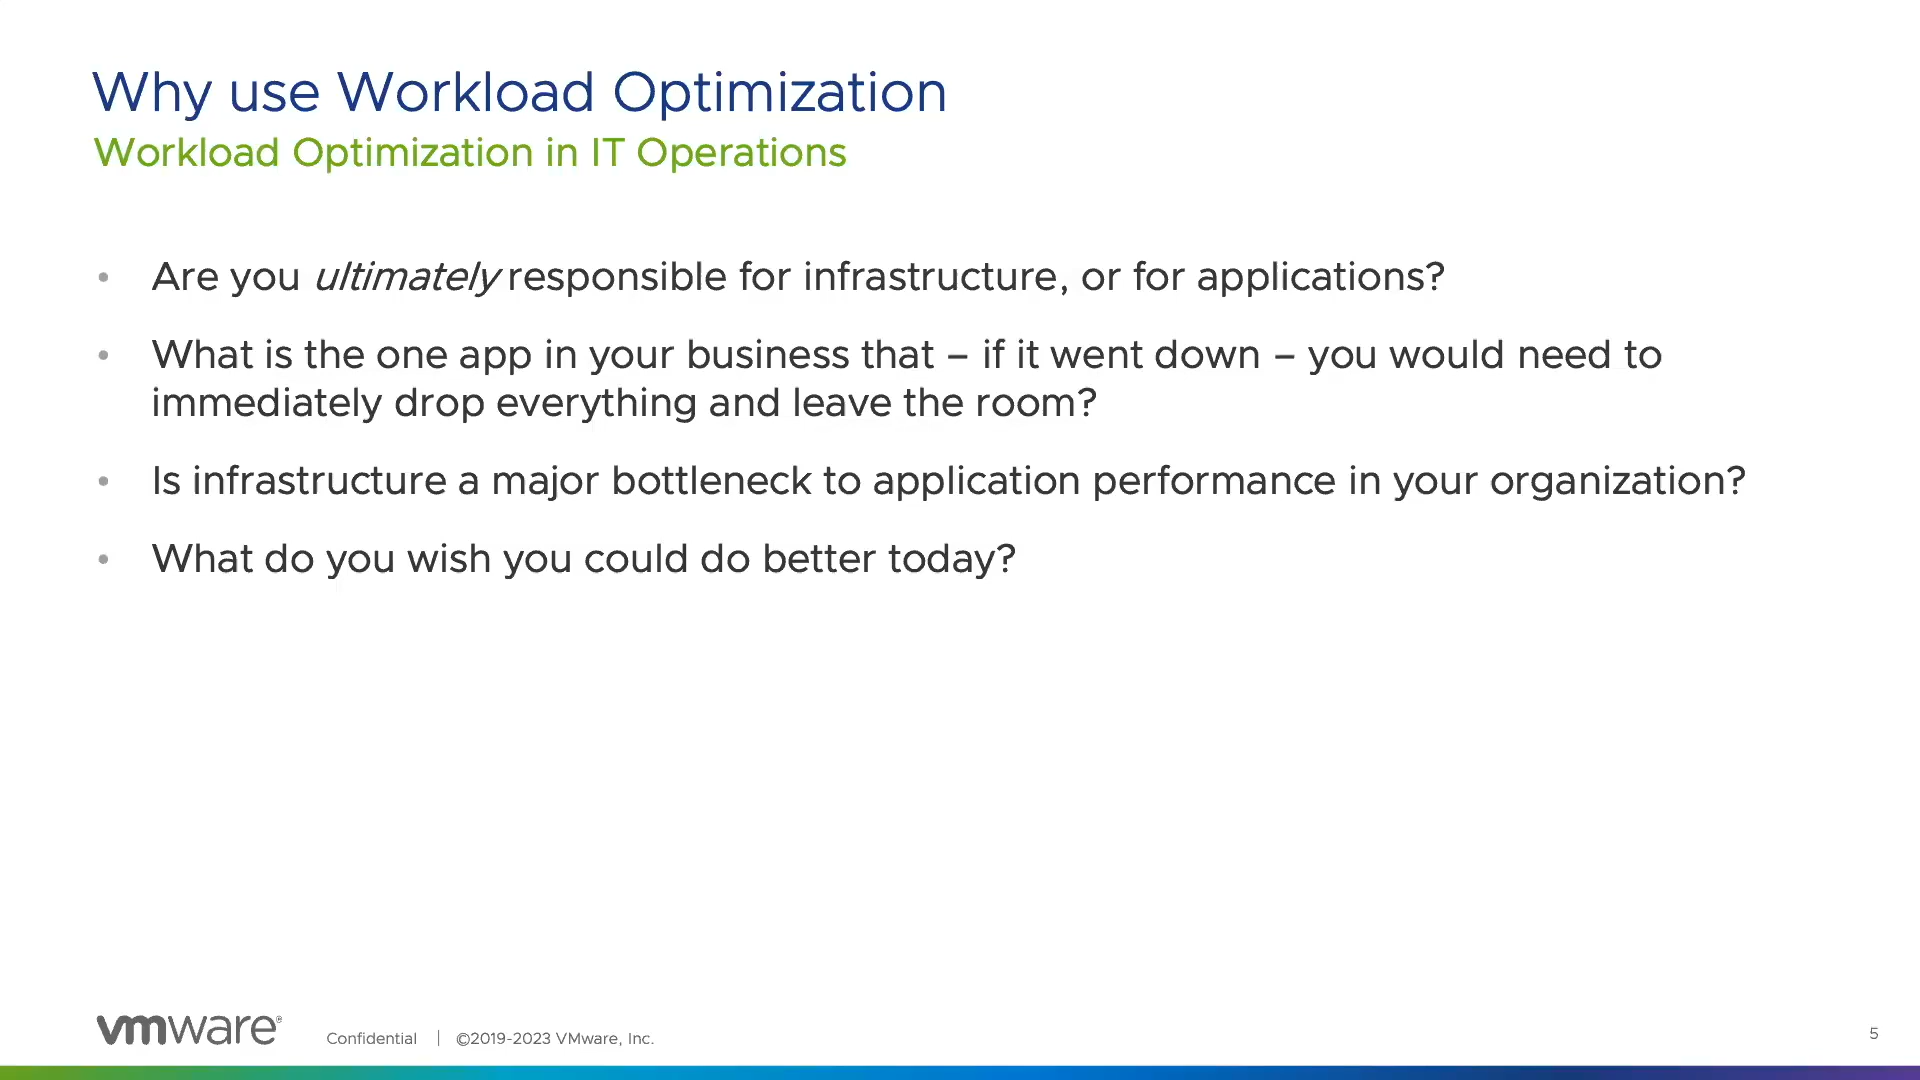 Why use Workload Optimization
Workload Optimization in IT Operations
• Are you ultimately responsible for infrastructure, or for applications?
• What is the one app in your business that – if it went down – you would need to
immediately drop everything and leave the room?
• Is infrastructure a major bottleneck to application performance in your organization?
• What do you wish you could do better today?
vmware®
Confidential | ©2019-2023 VMware, Inc.
5